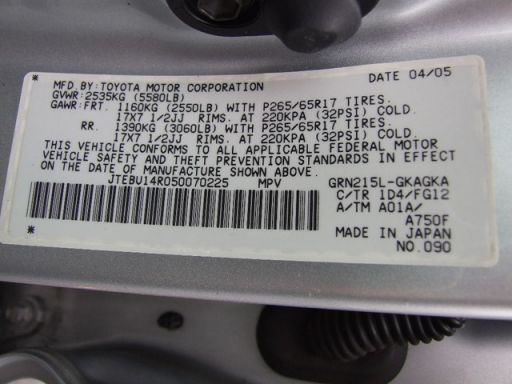 MFD. BY: TOYOTA MOTOR CORPORATION DATE 04/05
GVWR: 2535KG (5580LB)
GAWR: FRT. 1160KG (2550LB) WITH P265/65R17 TIRES.
17X7 1/2JJ RIMS. AT 220KPA (32PSI) COLD.
RR. 1390KG (3060LB) WITH P265/65R17 TIRES.
17X7 1/2JJ RIMS. AT 220KPA (32PSI) COLD.
THIS VEHICLE CONFORMS TO ALL APPLICABLE FEDERAL MOTOR
VEHICLE SAFETY AND THEFT PREVENTION STANDARDS IN EFFECT
ON THE DATE OF MANUFACTURE SHOWN ABOVE.
* JTEBU14R050070225 MPV GRN215L-GKAGKA
C/TR 1D4/FG12
A/TM A01A/
A750F
MADE IN JAPAN
NO.090